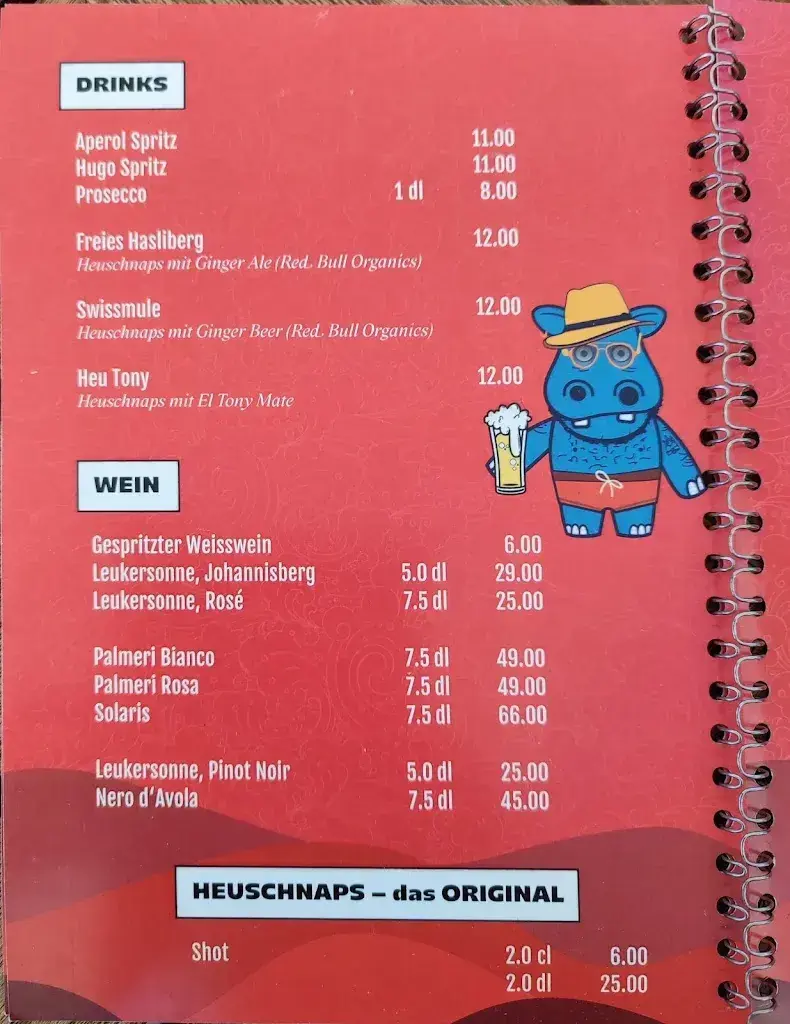 DRINKS
Aperol Spritz 11.00
Hugo Spritz 11.00
Prosecco 1 dl 8.00
Freies Hasliberg 12.00
Heuschnaps mit Ginger Ale (Red. Bull Organics)
Swissmule 12.00
Heuschnaps mit Ginger Beer (Red. Bull Organics)
Heu Tony 12.00
Heuschnaps mit El Tony Mate
WEIN
Gespritzter Weisswein 6.00
Leukersonne, Johannisberg 5.0 dl 29.00
Leukersonne, Rosé 7.5 dl 25.00
Palmeri Bianco 7.5 dl 49.00
Palmeri Rosa 7.5 dl 49.00
Solaris 7.5 dl 66.00
Leukersonne, Pinot Noir 5.0 dl 25.00
Nero d'Avola 7.5 dl 45.00
HEUSCHNAPS – das ORIGINAL
Shot 2.0 cl 6.00
2.0 dl 25.00